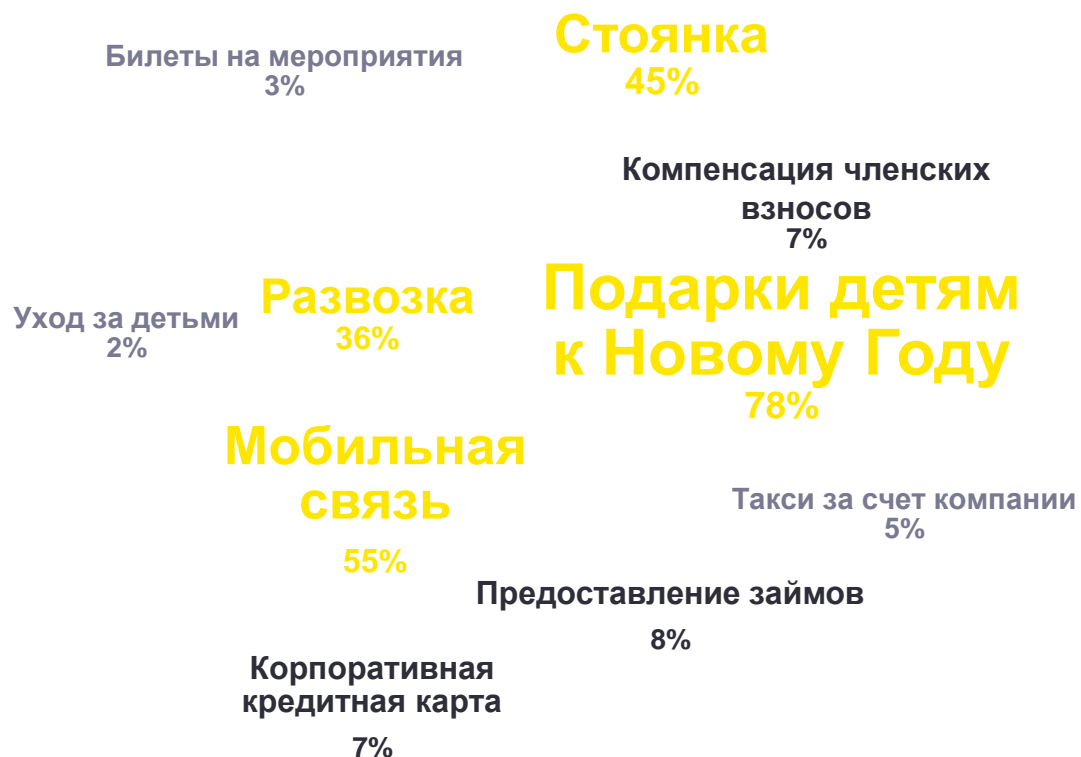 Стоянка
45%
Билеты на мероприятия
3%
Компенсация членских
взносов
7%
Подарки детям
к Новому Году
78%
Развозка
36%
Уход за детьми
2%
Мобильная
связь
55%
Такси за счет компании
5%
Предоставление займов
8%
Корпоративная
кредитная карта
7%